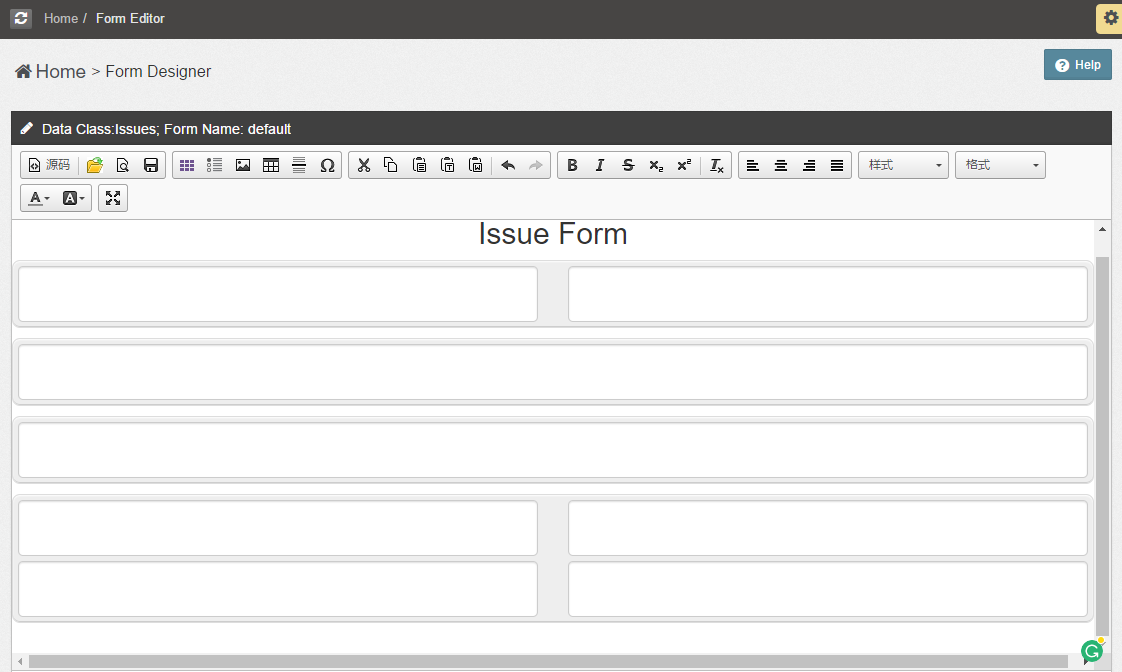 Home / Form Editor
Home > Form Designer
Help
Data Class:Issues; Form Name: default
源码
样式
格式
Issue Form